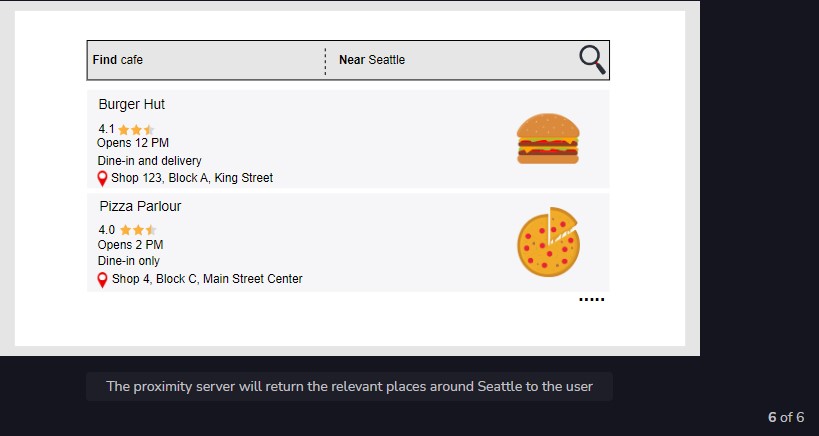 Find cafe
Near Seattle
Burger Hut
4.1
Opens 12 PM
Dine-in and delivery
Shop 123, Block A, King Street
Pizza Parlour
4.0
Opens 2 PM
Dine-in only
Shop 4, Block C, Main Street Center
.....
The proximity server will return the relevant places around Seattle to the user
6 of 6